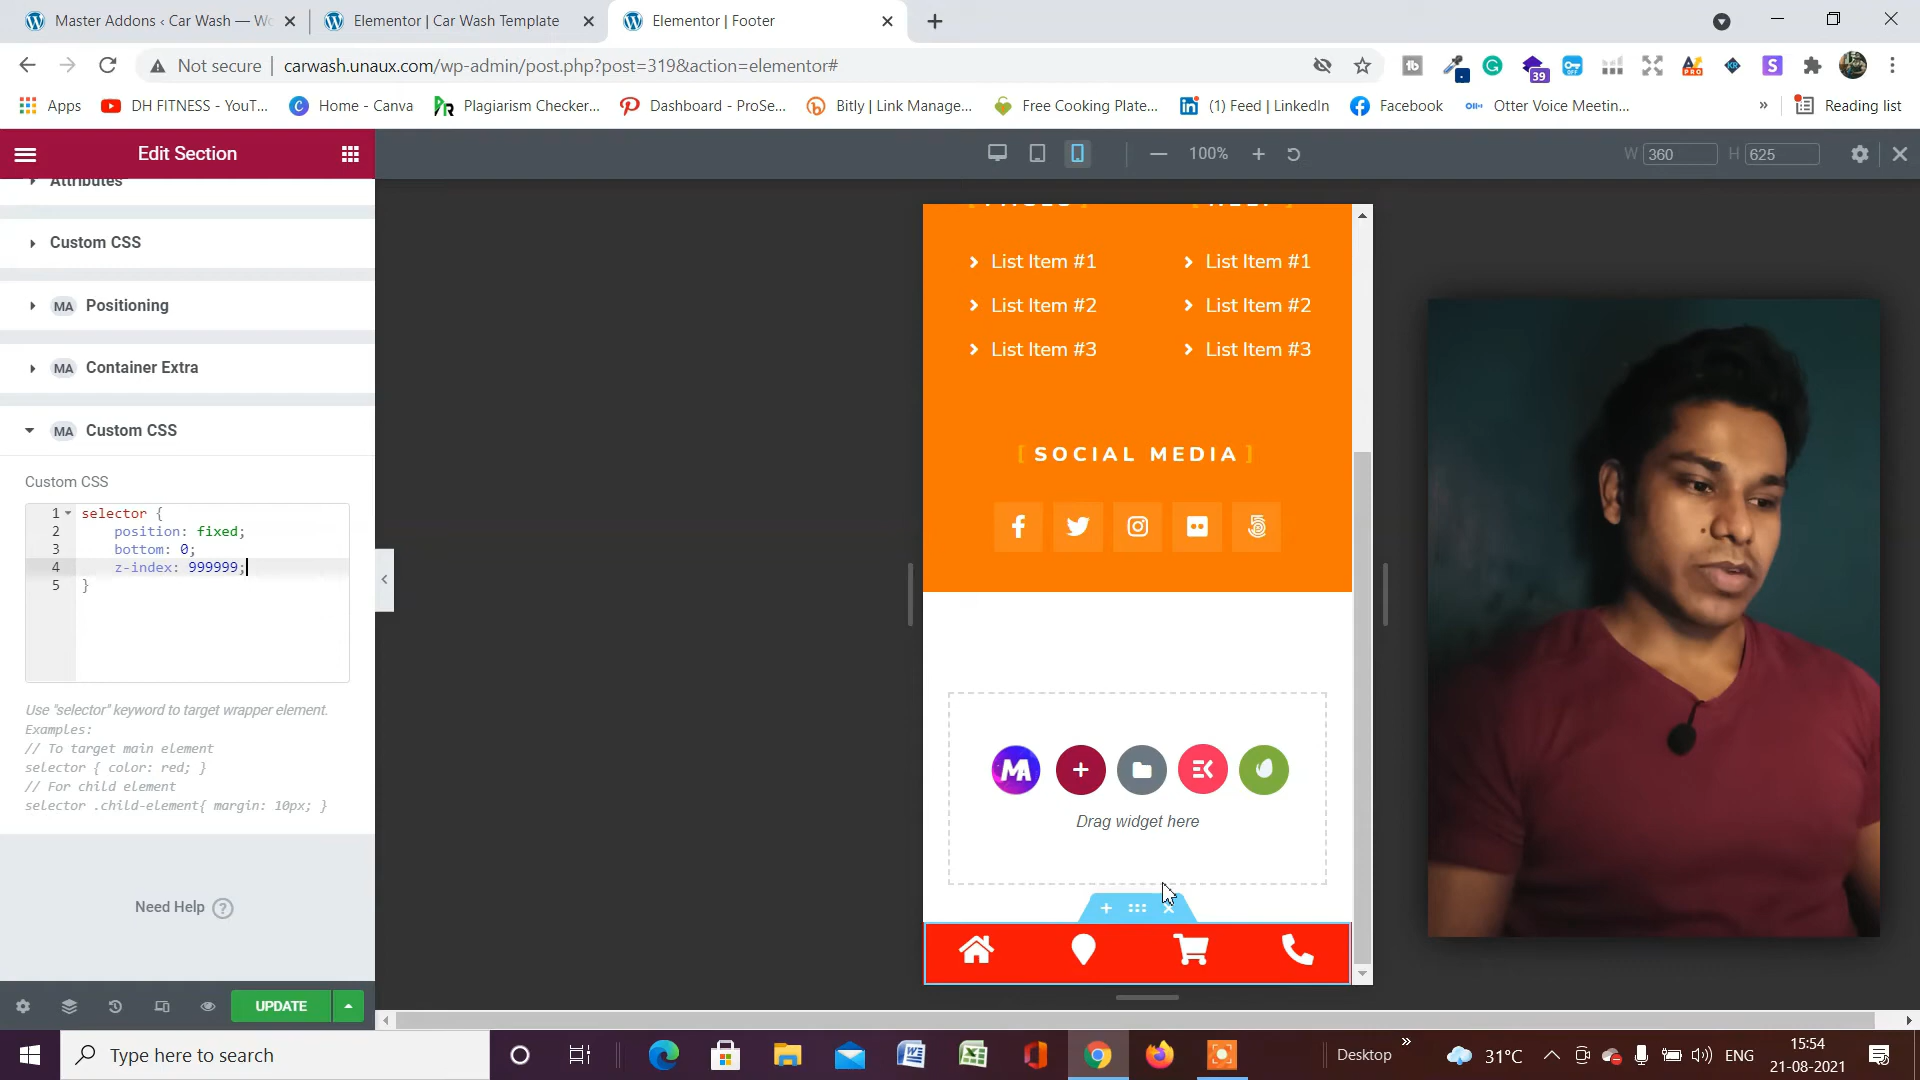 Master Addons ‹ Car Wash — Wo
Elementor | Car Wash Template
Elementor | Footer
Not secure
carwash.unaux.com/wp-admin/post.php?post=319&action=elementor#
39
OFF
PRO
Apps
DH FITNESS - YouT...
Home - Canva
Plagiarism Checker...
Dashboard - ProSe...
Bitly | Link Manage...
Free Cooking Plate...
(1) Feed | LinkedIn
Facebook
Otter Voice Meetin...
»
Reading list
Edit Section
100%
W 360
H 625
Attributes
Custom CSS
MA Positioning
MA Container Extra
MA Custom CSS
Custom CSS
1 selector {
2 position: fixed;
3 bottom: 0;
4 z-index: 999999;
5 }
Use "selector" keyword to target wrapper element.
Examples:
// To target main element
selector { color: red; }
// For child element
selector .child-element{ margin: 10px; }
Need Help ?
UPDATE
List Item #1
List Item #2
List Item #3
List Item #1
List Item #2
List Item #3
[ SOCIAL MEDIA ]
MA
Drag widget here
Type here to search
Desktop »
31°C
ENG
15:54
21-08-2021